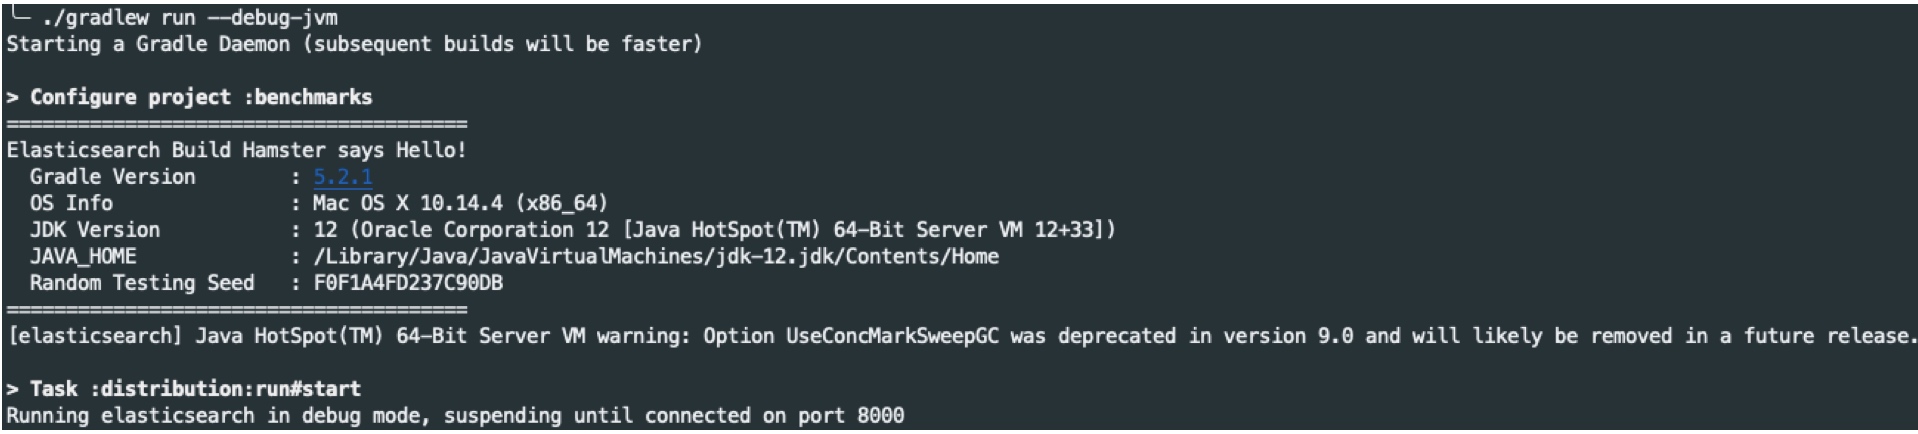 ╰─ ./gradlew run --debug-jvm
Starting a Gradle Daemon (subsequent builds will be faster)
> Configure project :benchmarks
=======================================
Elasticsearch Build Hamster says Hello!
Gradle Version : 5.2.1
OS Info : Mac OS X 10.14.4 (x86_64)
JDK Version : 12 (Oracle Corporation 12 [Java HotSpot(TM) 64-Bit Server VM 12+33])
JAVA_HOME : /Library/Java/JavaVirtualMachines/jdk-12.jdk/Contents/Home
Random Testing Seed : F0F1A4FD237C90DB
=======================================
[elasticsearch] Java HotSpot(TM) 64-Bit Server VM warning: Option UseConcMarkSweepGC was deprecated in version 9.0 and will likely be removed in a future release.
> Task :distribution:run#start
Running elasticsearch in debug mode, suspending until connected on port 8000